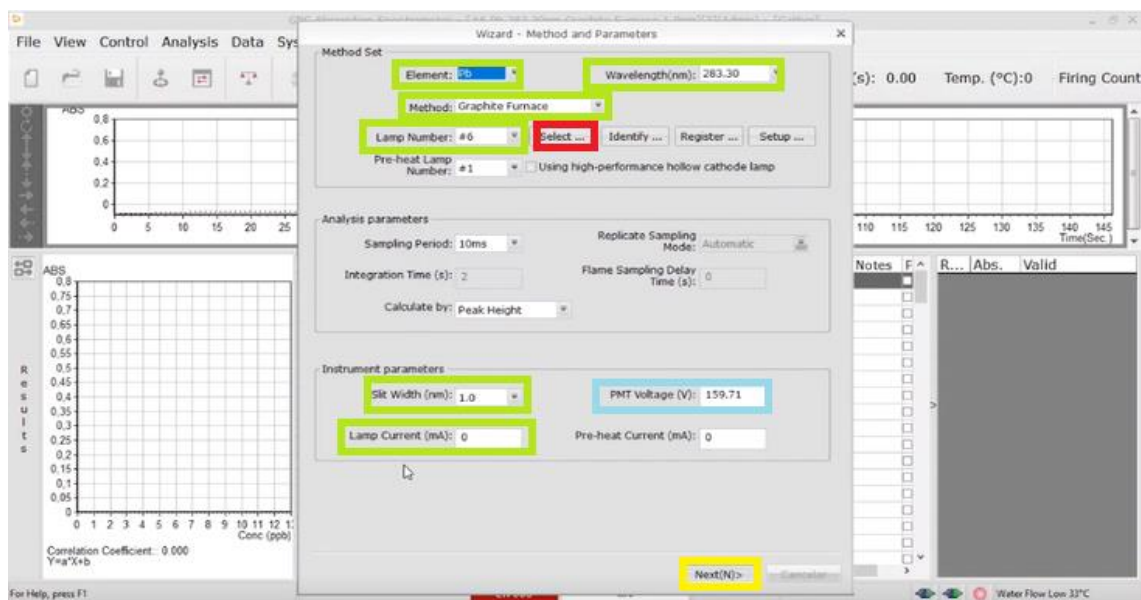 Wizard - Method and Parameters
File View Control Analysis Data Sys
(s): 0.00 Temp. (°C):0 Firing Count
Method Set
Element: Pb Wavelength(nm): 283.30
Method: Graphite Furnace
Lamp Number: #6 Select ... Identify ... Register ... Setup ...
Pre-heat Lamp
Number: #1 Using high-performance hollow cathode lamp
ABS
0,8
0,6
0,4
0,2
0
0 5 10 15 20 25
110 115 120 125 130 135 140 145
Time(Sec.)
Analysis parameters
Sampling Period: 10ms Replicate Sampling
Mode: Automatic
Integration Time (s): 2 Flame Sampling Delay
Time (s): 0
Calculate by: Peak Height
Notes F R... Abs. Valid
Results
ABS
0,8
0,75
0,7
0,65
0,6
0,55
0,5
0,45
0,4
0,35
0,3
0,25
0,2
0,15
0,1
0,05
0
0 1 2 3 4 5 6 7 8 9 10 11 12
Conc (ppb)
Correlation Coefficient: 0.000
Y=a*X+b
Instrument parameters
Slit Width (nm): 1.0 PMT Voltage (V): 159.71
Lamp Current (mA): 0 Pre-heat Current (mA): 0
Next(N)> Cancelar
For Help, press F1
Water Flow Low 33°C